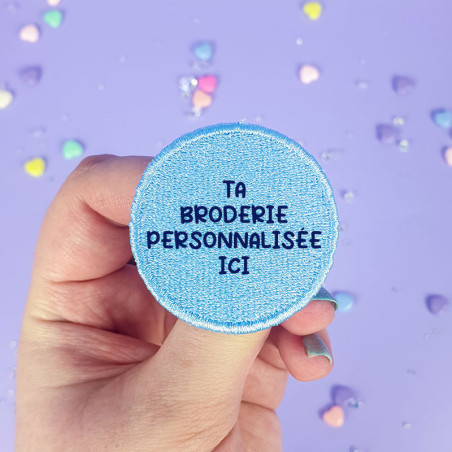 TA
BRODERIE
PERSONNALISÉE
ICI